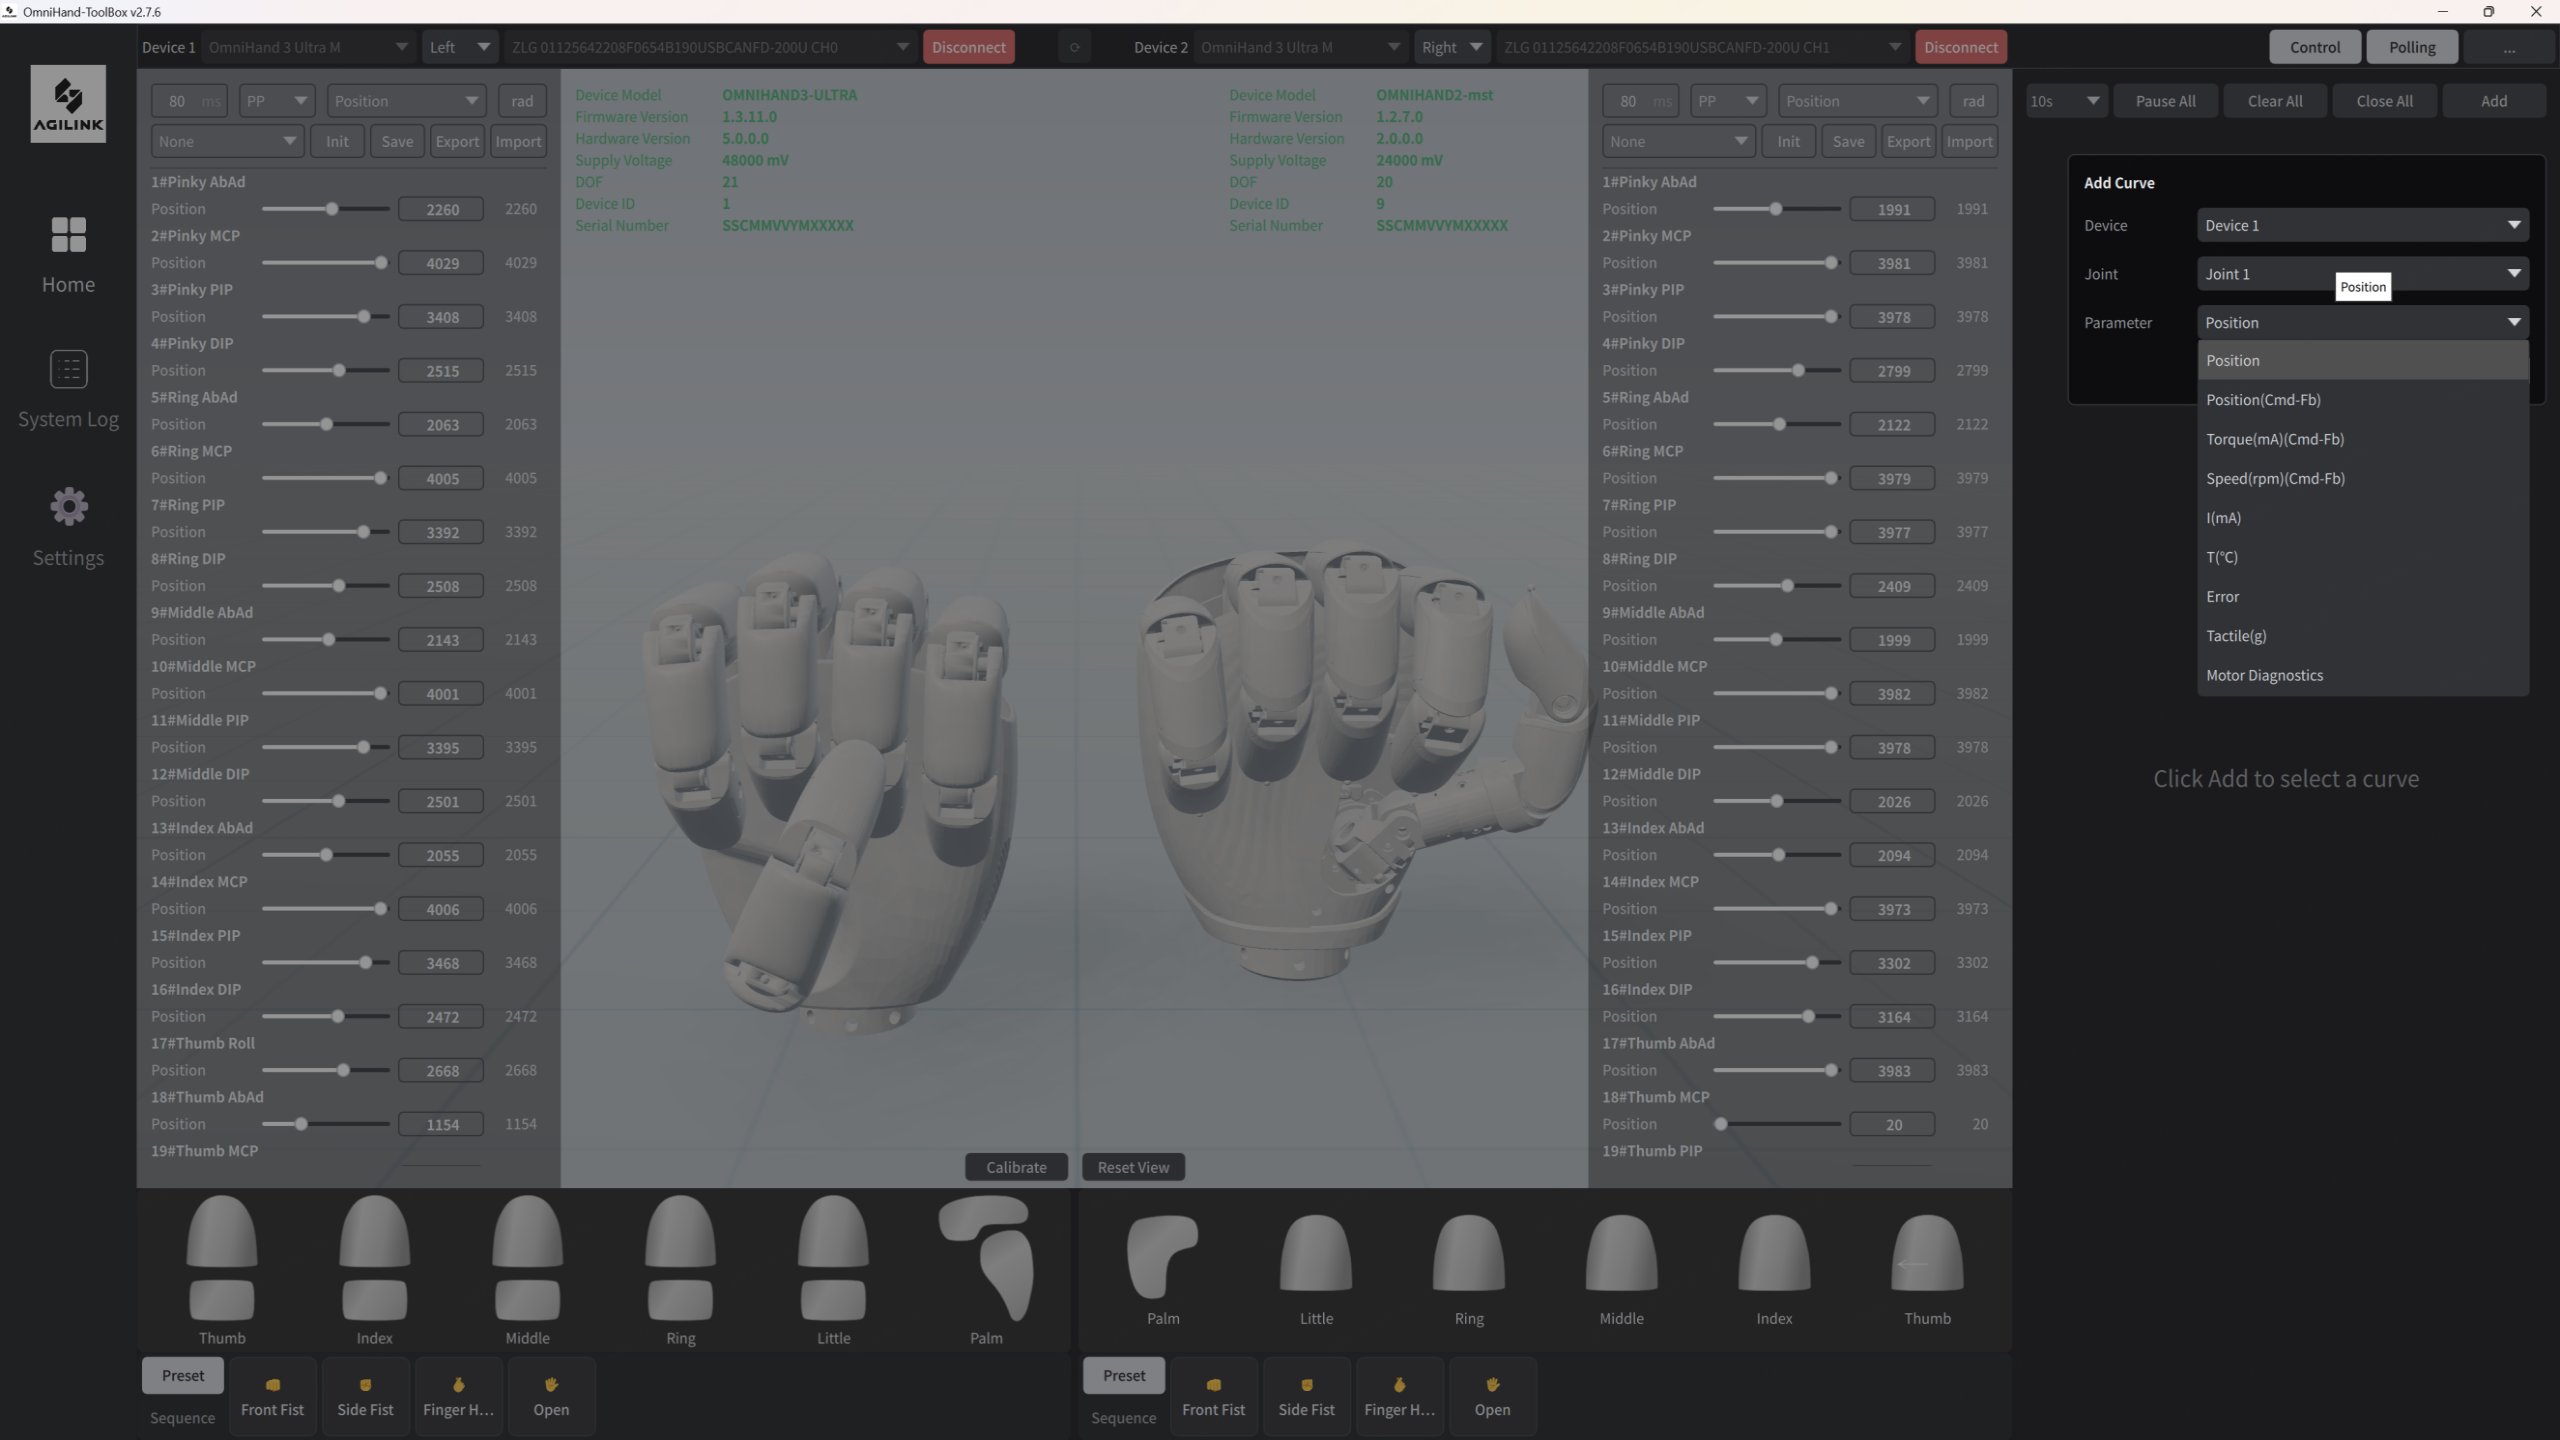 OmniHand-ToolBox v2.7.6
Device 1 OmniHand 3 Ultra M Left ZLG 01125642208F0654B190USBCANFD-200U CH0 Disconnect Device 2 OmniHand 3 Ultra M Right ZLG 01125642208F0654B190USBCANFD-200U CH1 Disconnect Control Polling ...
AGILINK
Home
System Log
Settings
80 ms PP Position rad
None Init Save Export Import
1#Pinky AbAd
Position 2260 2260
2#Pinky MCP
Position 4029 4029
3#Pinky PIP
Position 3408 3408
4#Pinky DIP
Position 2515 2515
5#Ring AbAd
Position 2063 2063
6#Ring MCP
Position 4005 4005
7#Ring PIP
Position 3392 3392
8#Ring DIP
Position 2508 2508
9#Middle AbAd
Position 2143 2143
10#Middle MCP
Position 4001 4001
11#Middle PIP
Position 3395 3395
12#Middle DIP
Position 2501 2501
13#Index AbAd
Position 2055 2055
14#Index MCP
Position 4006 4006
15#Index PIP
Position 3468 3468
16#Index DIP
Position 2472 2472
17#Thumb Roll
Position 2668 2668
18#Thumb AbAd
Position 1154 1154
19#Thumb MCP
Device Model OMNIHAND3-ULTRA
Firmware Version 1.3.11.0
Hardware Version 5.0.0.0
Supply Voltage 48000 mV
DOF 21
Device ID 1
Serial Number SSCMMVVYMXXXXX
Device Model OMNIHAND2-mst
Firmware Version 1.2.7.0
Hardware Version 2.0.0.0
Supply Voltage 24000 mV
DOF 20
Device ID 9
Serial Number SSCMMVVYMXXXXX
Calibrate Reset View
80 ms PP Position rad
None Init Save Export Import
1#Pinky AbAd
Position 1991 1991
2#Pinky MCP
Position 3981 3981
3#Pinky PIP
Position 3978 3978
4#Pinky DIP
Position 2799 2799
5#Ring AbAd
Position 2122 2122
6#Ring MCP
Position 3979 3979
7#Ring PIP
Position 3977 3977
8#Ring DIP
Position 2409 2409
9#Middle AbAd
Position 1999 1999
10#Middle MCP
Position 3982 3982
11#Middle PIP
Position 3978 3978
12#Middle DIP
Position 2026 2026
13#Index AbAd
Position 2094 2094
14#Index MCP
Position 3973 3973
15#Index PIP
Position 3302 3302
16#Index DIP
Position 3164 3164
17#Thumb AbAd
Position 3983 3983
18#Thumb MCP
Position 20 20
19#Thumb PIP
10s Pause All Clear All Close All Add
Add Curve
Device Device 1
Joint Joint 1
Position
Parameter Position
Position
Position(Cmd-Fb)
Torque(mA)(Cmd-Fb)
Speed(rpm)(Cmd-Fb)
I(mA)
T(°C)
Error
Tactile(g)
Motor Diagnostics
Click Add to select a curve
Thumb Index Middle Ring Little Palm
Palm Little Ring Middle Index Thumb
Preset
Sequence
Front Fist Side Fist Finger H... Open
Preset
Sequence
Front Fist Side Fist Finger H... Open